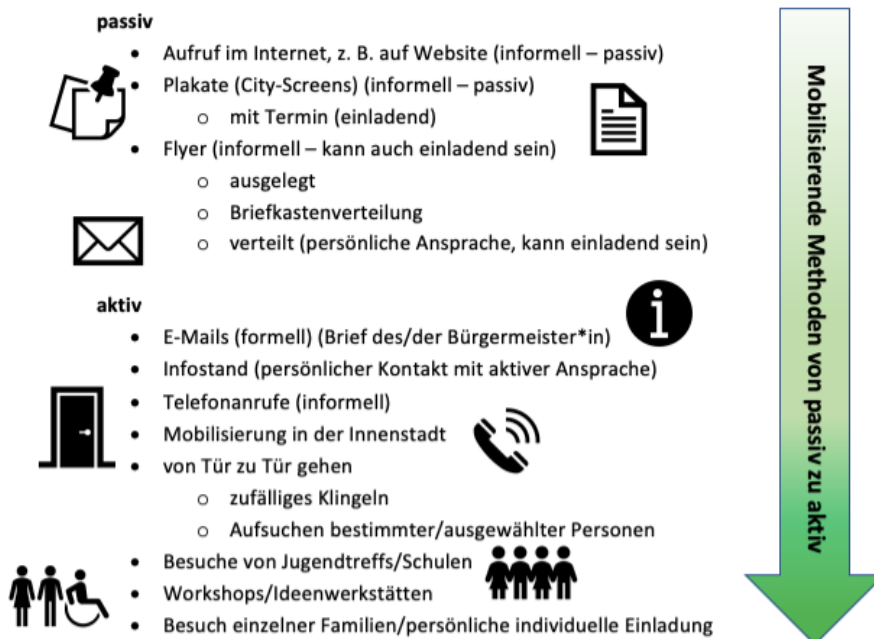 passiv
• Aufruf im Internet, z. B. auf Website (informell – passiv)
• Plakate (City-Screens) (informell – passiv)
o mit Termin (einladend)
• Flyer (informell – kann auch einladend sein)
o ausgelegt
o Briefkastenverteilung
o verteilt (persönliche Ansprache, kann einladend sein)
aktiv
• E-Mails (formell) (Brief des/der Bürgermeister*in)
• Infostand (persönlicher Kontakt mit aktiver Ansprache)
• Telefonanrufe (informell)
• Mobilisierung in der Innenstadt
• von Tür zu Tür gehen
o zufälliges Klingeln
o Aufsuchen bestimmter/ausgewählter Personen
• Besuche von Jugendtreffs/Schulen
• Workshops/Ideenwerkstätten
• Besuch einzelner Familien/persönliche individuelle Einladung
Mobilisierende Methoden von passiv zu aktiv